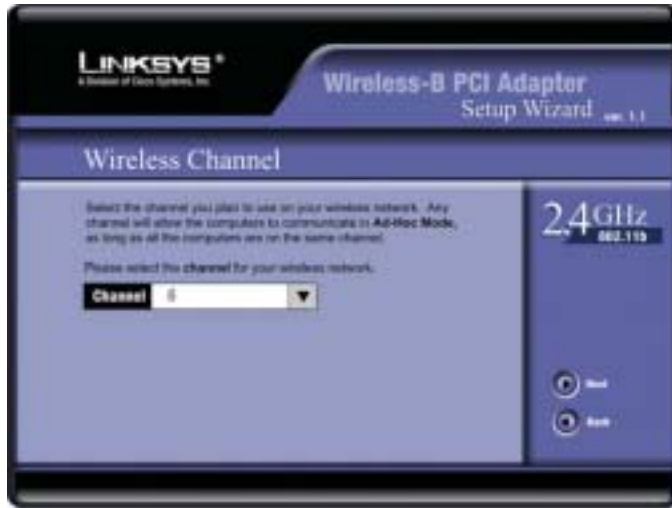 LINKSYS®
A Division of Cisco Systems, Inc.
Wireless-B PCI Adapter
Setup Wizard ver. 1.1
Wireless Channel
Select the channel you plan to use on your wireless network. Any
channel will allow the computers to communicate in Ad-Hoc Mode,
as long as all the computers are on the same channel.
Please select the channel for your wireless network.
Channel 6
2.4GHz
802.11b
Next
Back